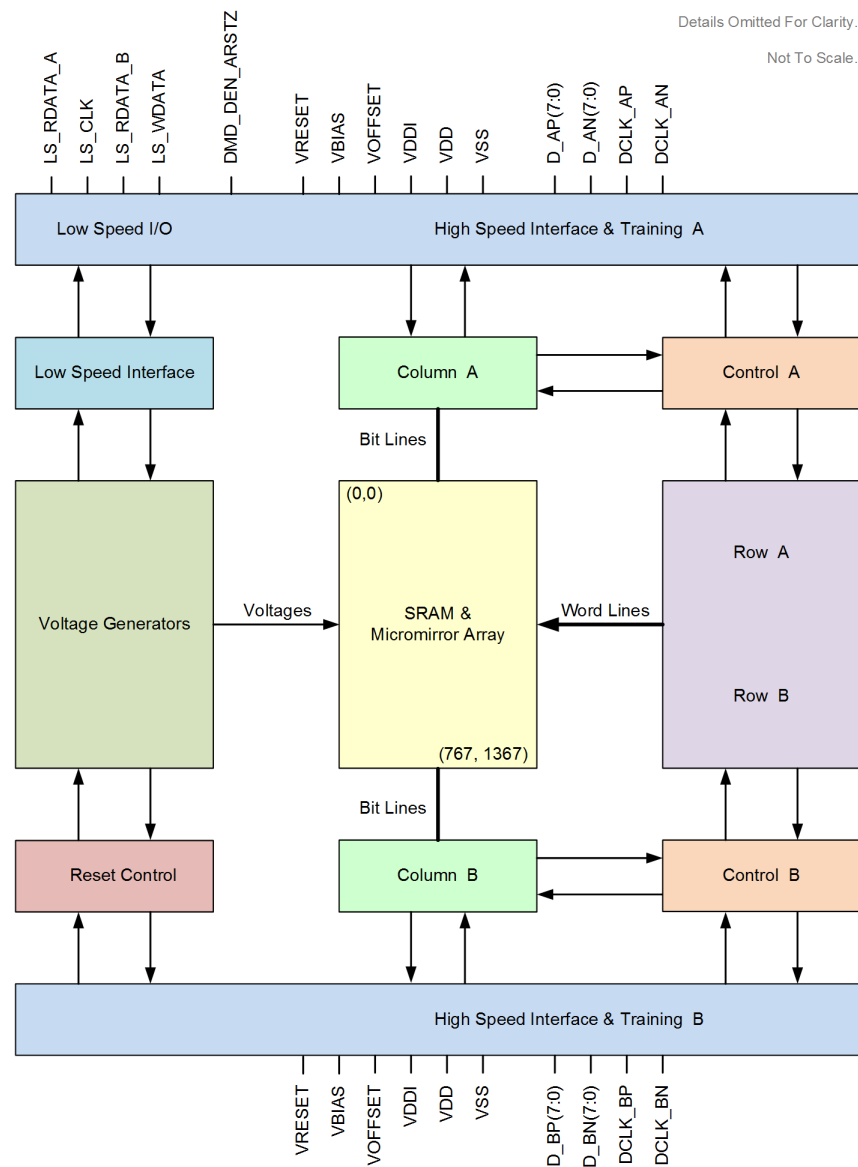 Details Omitted For Clarity.
Not To Scale.
LS_RDATA_A
LS_CLK
LS_RDATA_B
LS_WDATA
DMD_DEN_ARSTZ
VRESET
VBIAS
VOFFSET
VDDI
VDD
VSS
D_AP(7:0)
D_AN(7:0)
DCLK_AP
DCLK_AN
Low Speed I/O
High Speed Interface & Training A
Low Speed Interface
Column A
Control A
Bit Lines
(0,0)
Row A
Voltage Generators
Voltages
SRAM &
Micromirror Array
Word Lines
Row B
(767, 1367)
Bit Lines
Reset Control
Column B
Control B
High Speed Interface & Training B
VRESET
VBIAS
VOFFSET
VDDI
VDD
VSS
D_BP(7:0)
D_BN(7:0)
DCLK_BP
DCLK_BN